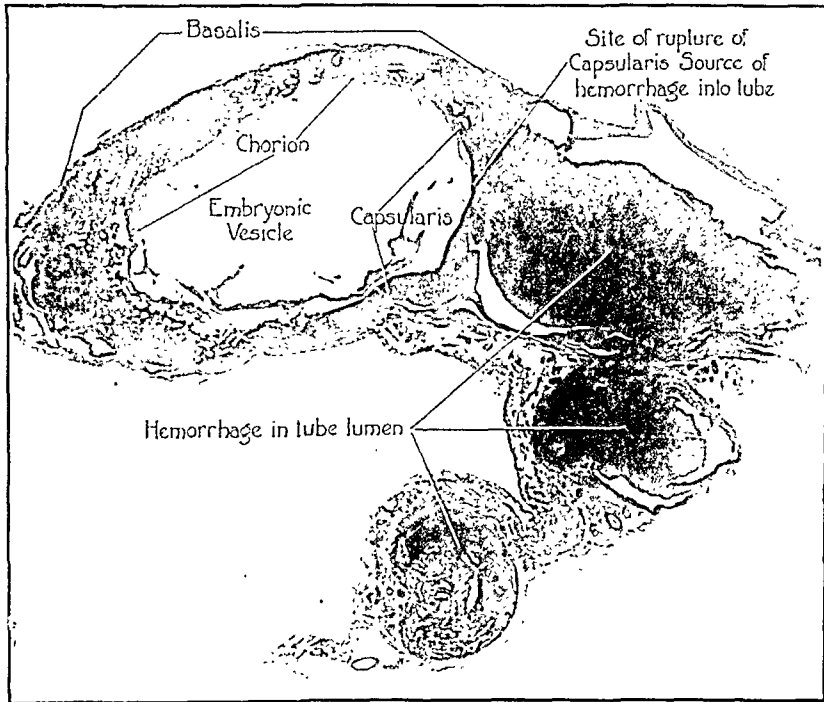 Basalis
Site of rupture of
Capsularis Source of
hemorrhage into tube
Chorion
Embryonic
Vesicle
Capsularis
Hemorrhage in tube lumen